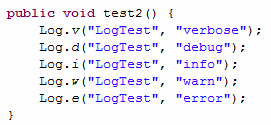 public void test2() {
    Log.v("LogTest", "verbose");
    Log.d("LogTest", "debug");
    Log.i("LogTest", "info");
    Log.w("LogTest", "warn");
    Log.e("LogTest", "error");
}